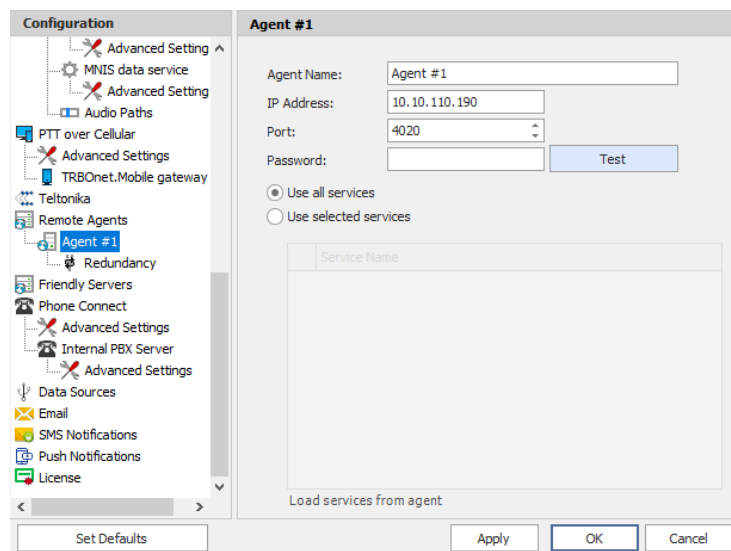 Configuration
Advanced Setting
MNIS data service
Advanced Setting
Audio Paths
PTT over Cellular
Advanced Settings
TRBOnet.Mobile gateway
Teltonika
Remote Agents
Agent #1
Redundancy
Friendly Servers
Phone Connect
Advanced Settings
Internal PBX Server
Advanced Settings
Data Sources
Email
SMS Notifications
Push Notifications
License
Set Defaults
Agent #1
Agent Name: Agent #1
IP Address: 10.10.110.190
Port: 4020
Password: Test
Use all services
Use selected services
Service Name
Load services from agent
Apply OK Cancel